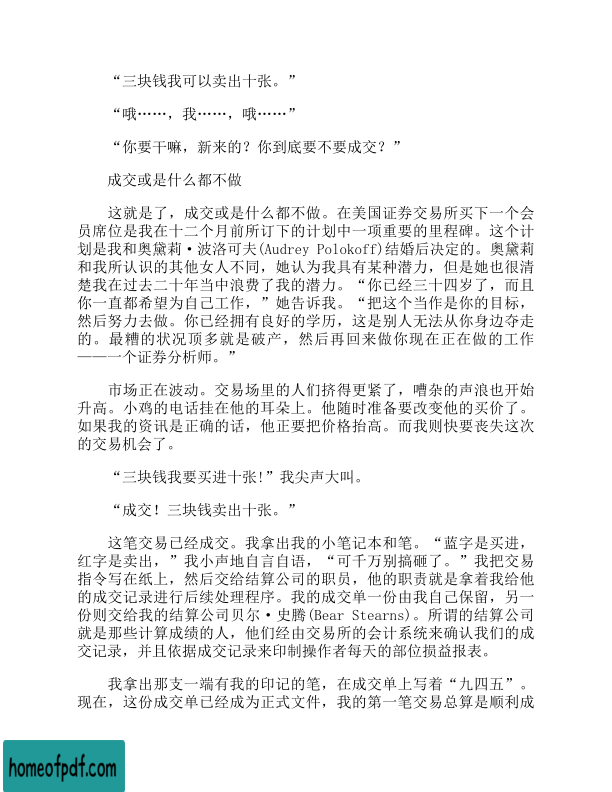 “三块钱我可以卖出十张。”
“哦……，我……，哦……”
“你要干嘛，新来的？你到底要不要成交？”
成交或是什么都不做
这就是了，成交或是什么都不做。在美国证券交易所买下一个会
员席位是我在十二个月前所订下的计划中一项重要的里程碑。这个计
划是我和奥黛莉·波洛可夫(Audrey Polokoff)结婚后决定的。奥黛莉
和我所认识的其他女人不同，她认为我具有某种潜力，但是她也很清
楚我在过去二十年当中浪费了我的潜力。“你已经三十四岁了，而且
你一直都希望为自己工作，”她告诉我。“把这个当作是你的目标，
然后努力去做。你已经拥有良好的学历，这是别人无法从你身边夺走
的。最糟的状况顶多就是破产，然后再回来做你现在正在做的工作
——一个证券分析师。”
市场正在波动。交易场里的人们挤得更紧了，嘈杂的声浪也开始
升高。小鸡的电话挂在他的耳朵上。他随时准备要改变他的买价了。
如果我的资讯是正确的话，他正要把价格抬高。而我则快要丧失这次
的交易机会了。
“三块钱我要买进十张!”我尖声大叫。
“成交！三块钱卖出十张。”
这笔交易已经成交。我拿出我的小笔记本和笔。“蓝字是买进，
红字是卖出，”我小声地自言自语，“可千万别搞砸了。”我把交易
指令写在纸上，然后交给结算公司的职员，他的职责就是拿着我给他
的成交记录进行后续处理程序。我的成交单一份由我自己保留，另一
份则交给我的结算公司贝尔·史腾(Bear Stearns)。所谓的结算公司
就是那些计算成绩的人，他们经由交易所的会计系统来确认我们的成
交记录，并且依据成交记录来印制操作者每天的部位损益报表。
我拿出那支一端有我的印记的笔，在成交单上写着“九四五”。
现在，这份成交单已经成为正式文件，我的第一笔交易总算是顺利成
homeofpdf.com